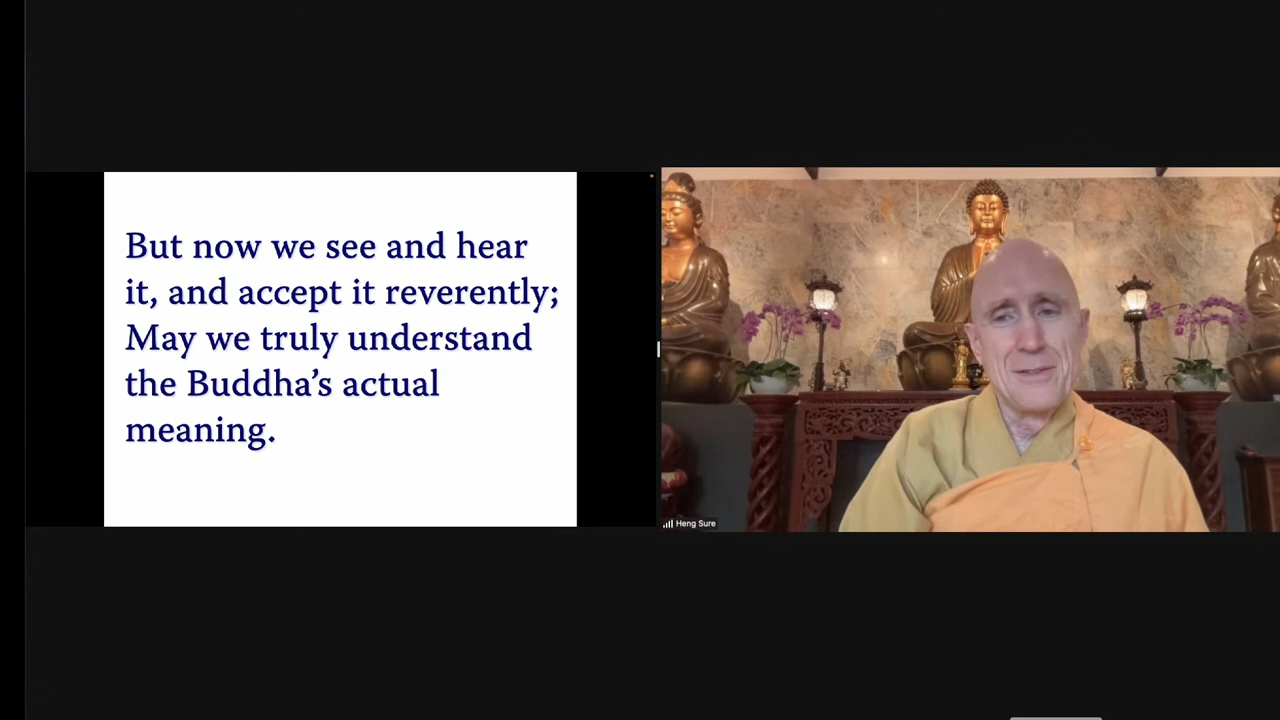 But now we see and hear
it, and accept it reverently;
May we truly understand
the Buddha’s actual
meaning.
Heng Sure